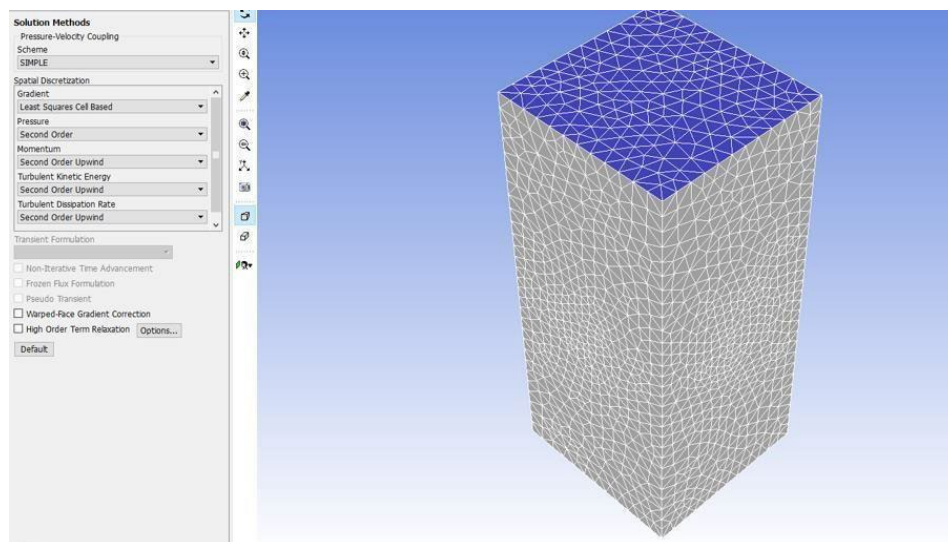 Solution Methods
Pressure-Velocity Coupling
Scheme
SIMPLE
Spatial Discretization
Gradient
Least Squares Cell Based
Pressure
Second Order
Momentum
Second Order Upwind
Turbulent Kinetic Energy
Second Order Upwind
Turbulent Dissipation Rate
Second Order Upwind
Transient Formulation
Non-Iterative Time Advancement
Frozen Flux Formulation
Pseudo Transient
Warped-Face Gradient Correction
High Order Term Relaxation Options...
Default